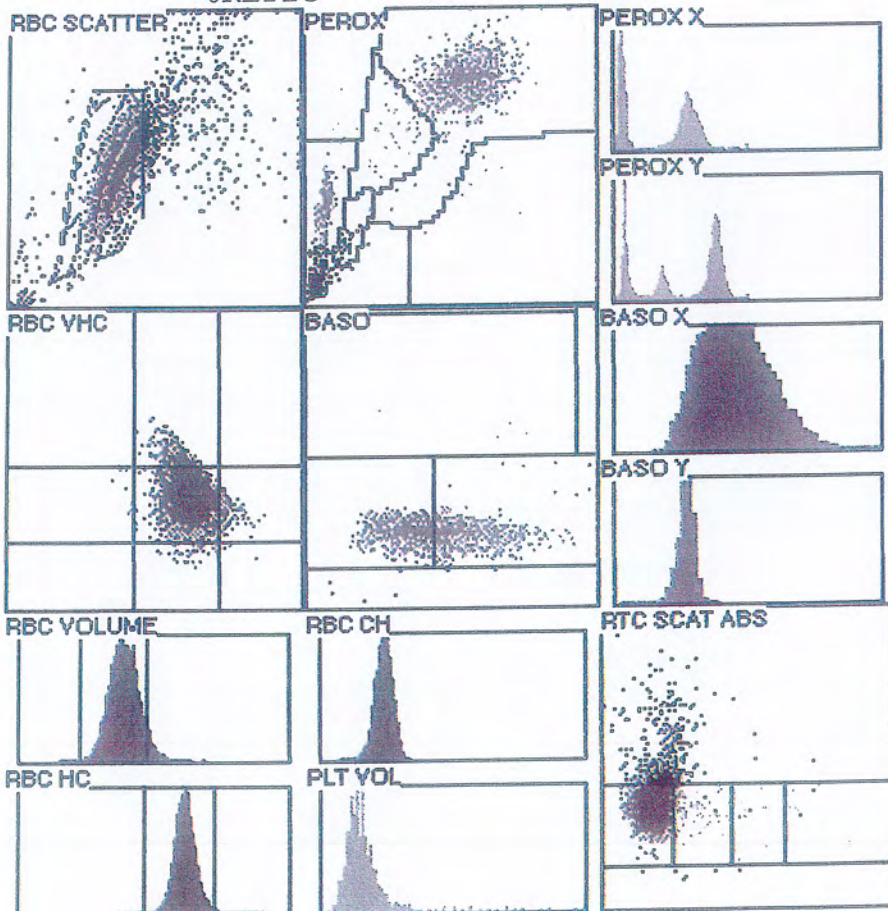 RBC SCATTER
PEROX
PEROX X
PEROX Y
RBC VHC
BASO
BASO X
BASO Y
RBC VOLUME
RBC CH
RTC SCAT ABS
RBC HC
PLT VOL